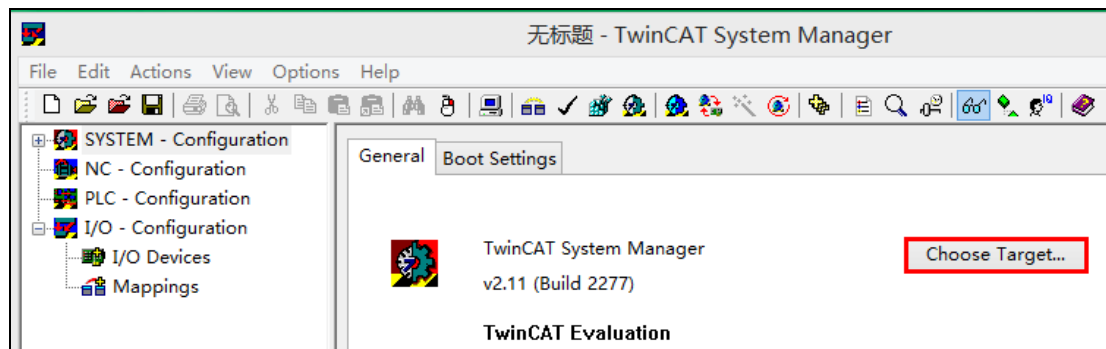 无标题 - TwinCAT System Manager
File Edit Actions View Options Help
SYSTEM - Configuration
NC - Configuration
PLC - Configuration
I/O - Configuration
I/O Devices
Mappings
General Boot Settings
TwinCAT System Manager
Choose Target...
v2.11 (Build 2277)
TwinCAT Evaluation